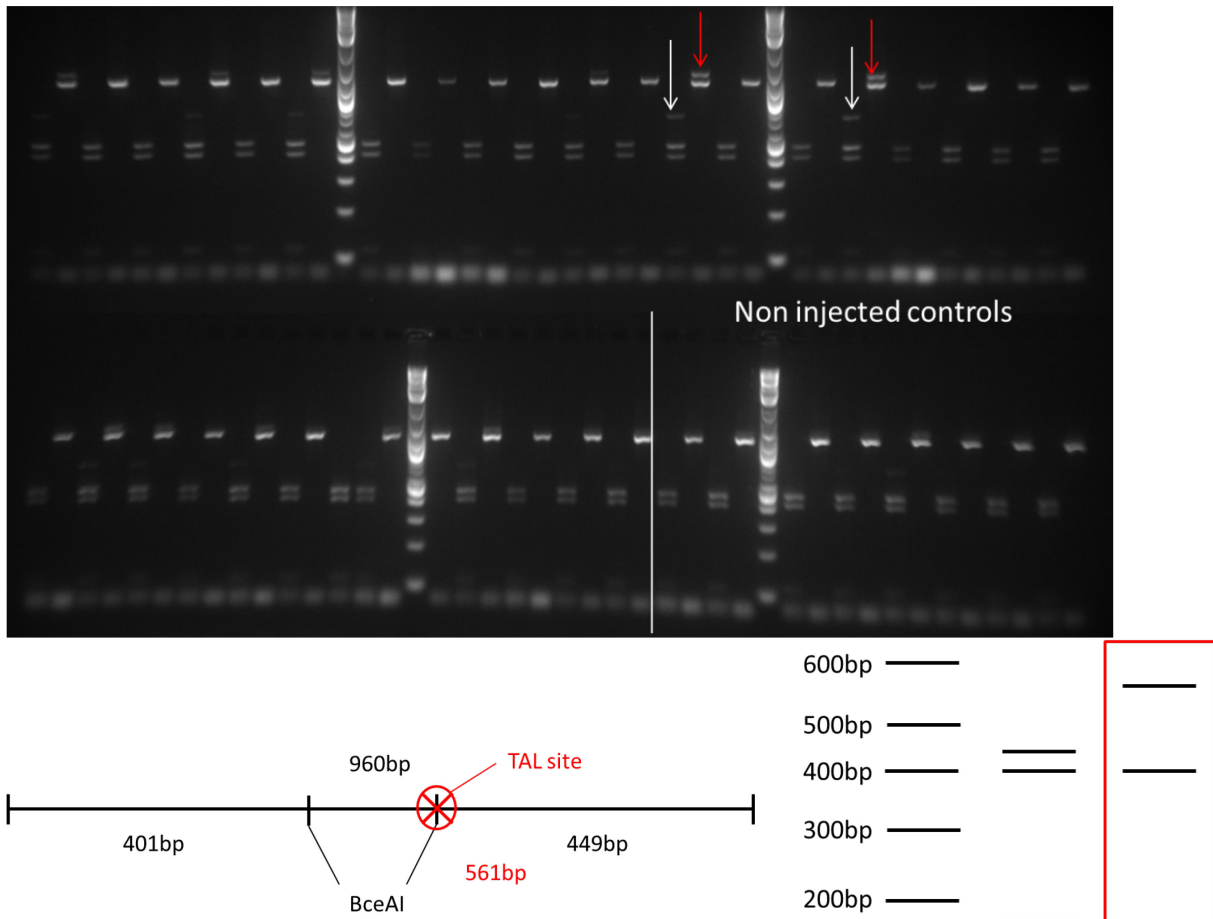 Non injected controls
600bp
500bp
960bp
TAL site
400bp
401bp
449bp
300bp
561bp
BceAI
200bp